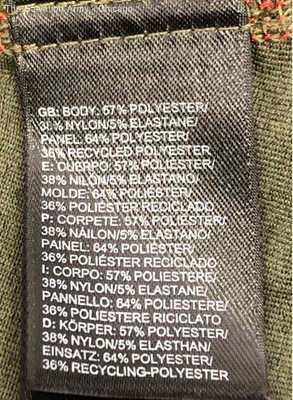 The Salvation Army - Chicago
GB: BODY: 57% POLYESTER/
38% NYLON/5% ELASTANE/
PANEL: 64% POLYESTER/
36% RECYCLED POLYESTER
E: CUERPO: 57% POLIÉSTER/
38% NILÓN/5% ELASTANO/
MOLDE: 64% POLIÉSTER/
36% POLIÉSTER RECICLADO
P: CORPETE: 57% POLIÉSTER/
38% NÁILON/5% ELASTANO/
PAINEL: 64% POLIÉSTER/
36% POLIÉSTER RECICLADO
I: CORPO: 57% POLIESTERE/
38% NYLON/5% ELASTANE/
PANNELLO: 64% POLIESTERE/
36% POLIESTERE RICICLATO
D: KÖRPER: 57% POLYESTER/
38% NYLON/5% ELASTHAN/
EINSATZ: 64% POLYESTER/
36% RECYCLING-POLYESTER